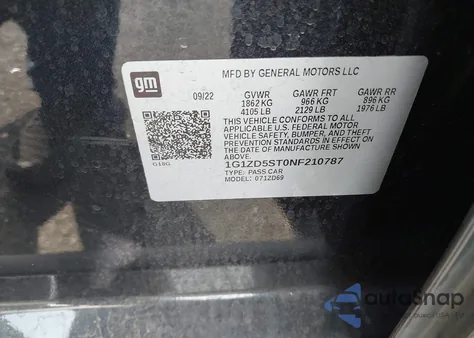 gm
MFD BY GENERAL MOTORS LLC
09/22 GVWR GAWR FRT GAWR RR
1862 KG 966 KG 896 KG
4105 LB 2129 LB 1976 LB
THIS VEHICLE CONFORMS TO ALL
APPLICABLE U.S. FEDERAL MOTOR
VEHICLE SAFETY, BUMPER, AND THEFT
PREVENTION STANDARDS IN EFFECT
ON THE DATE OF MANUFACTURE
SHOWN ABOVE.
1G1ZD5ST0NF210787
TYPE: PASS CAR
MODEL: 071ZD69
G10G
AutoSnap